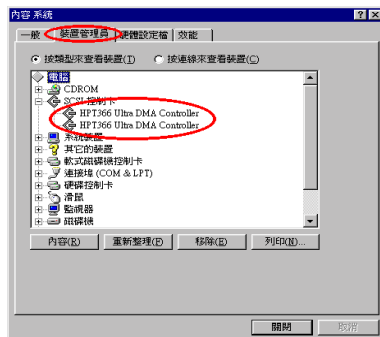 內容 系統
一般 裝置管理員 硬體設定檔 效能
按類型來查看裝置(T) 按連線來查看裝置(C)
電腦
CDROM
SCSI 控制卡
HPT366 Ultra DMA Controller
HPT366 Ultra DMA Controller
系統裝置
其它的裝置
軟式磁碟機控制卡
連接埠 (COM & LPT)
硬碟控制卡
滑鼠
監視器
磁碟機
內容(R) 重新整理(F) 移除(E) 列印(N)...
關閉 取消